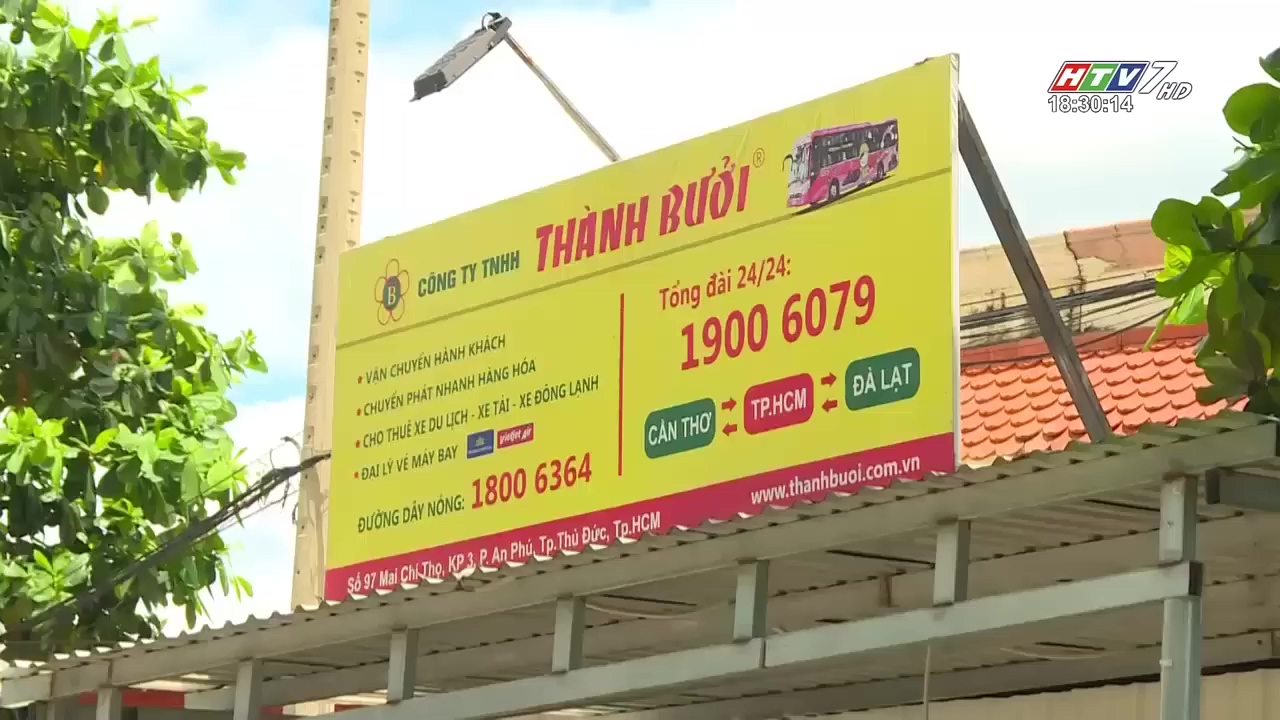 HTV7 HD
18:30:14
B CÔNG TY TNHH THÀNH BƯỞI ®
• VẬN CHUYỂN HÀNH KHÁCH
• CHUYỂN PHÁT NHANH HÀNG HÓA
• CHO THUÊ XE DU LỊCH - XE TẢI - XE ĐÔNG LẠNH
• ĐẠI LÝ VÉ MÁY BAY vietjet air
ĐƯỜNG DÂY NÓNG: 1800 6364
Tổng đài 24/24:
1900 6079
CẦN THƠ TP.HCM ĐÀ LẠT
www.thanhbuoi.com.vn
Số 97 Mai Chí Thọ, KP 3, P. An Phú, Tp.Thủ Đức, Tp.HCM